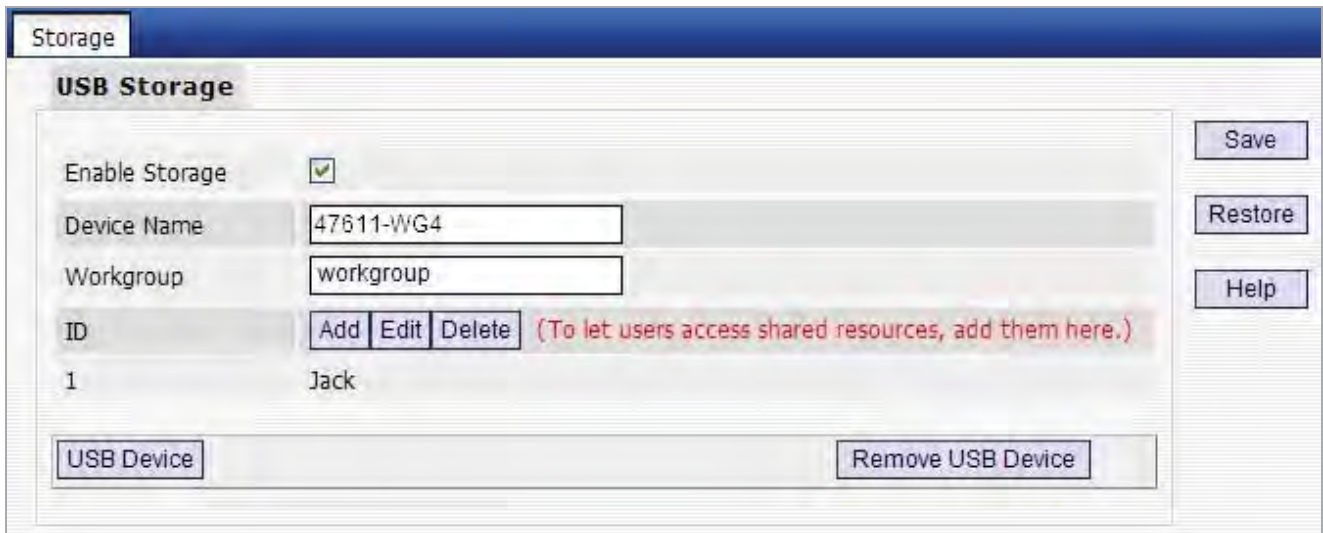 Storage
USB Storage
Enable Storage
Device Name 47611-WG4
Workgroup workgroup
ID Add Edit Delete (To let users access shared resources, add them here.)
1 Jack
USB Device Remove USB Device
Save
Restore
Help